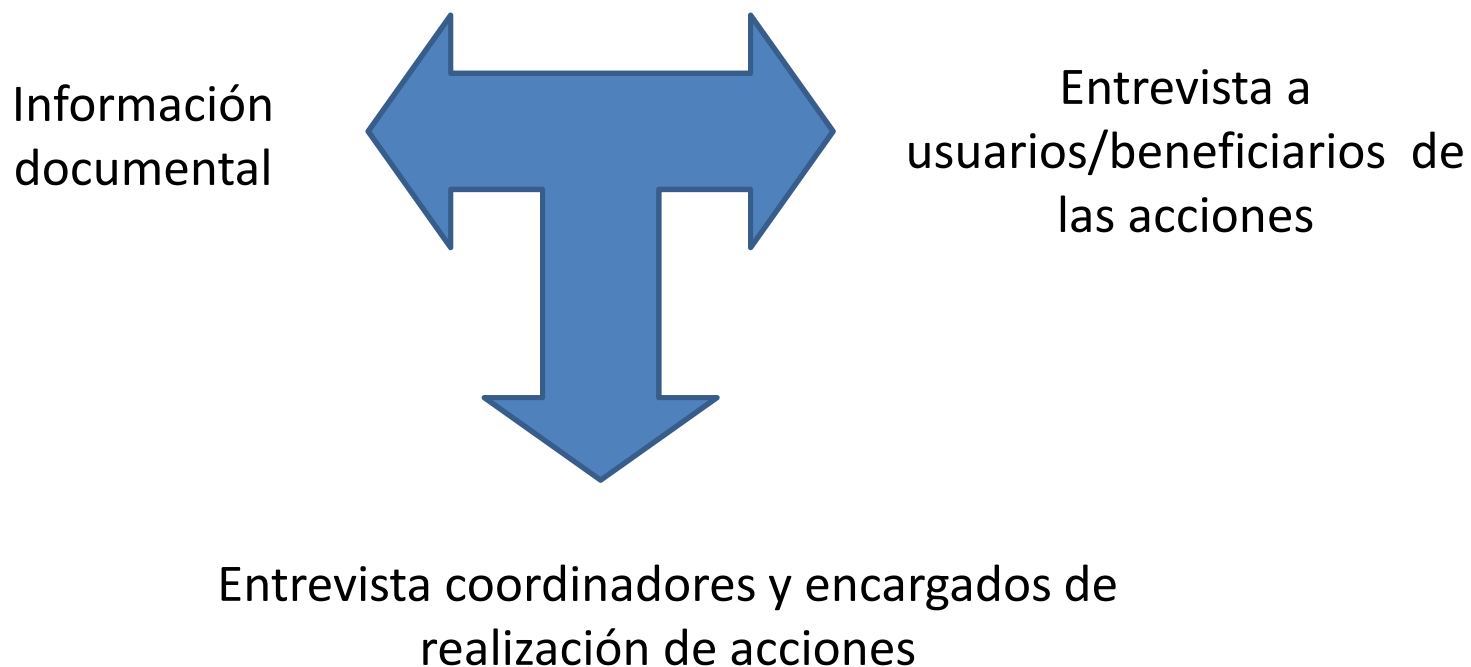 Información
documental
Entrevista a
usuarios/beneficiarios de
las acciones
Entrevista coordinadores y encargados de
realización de acciones